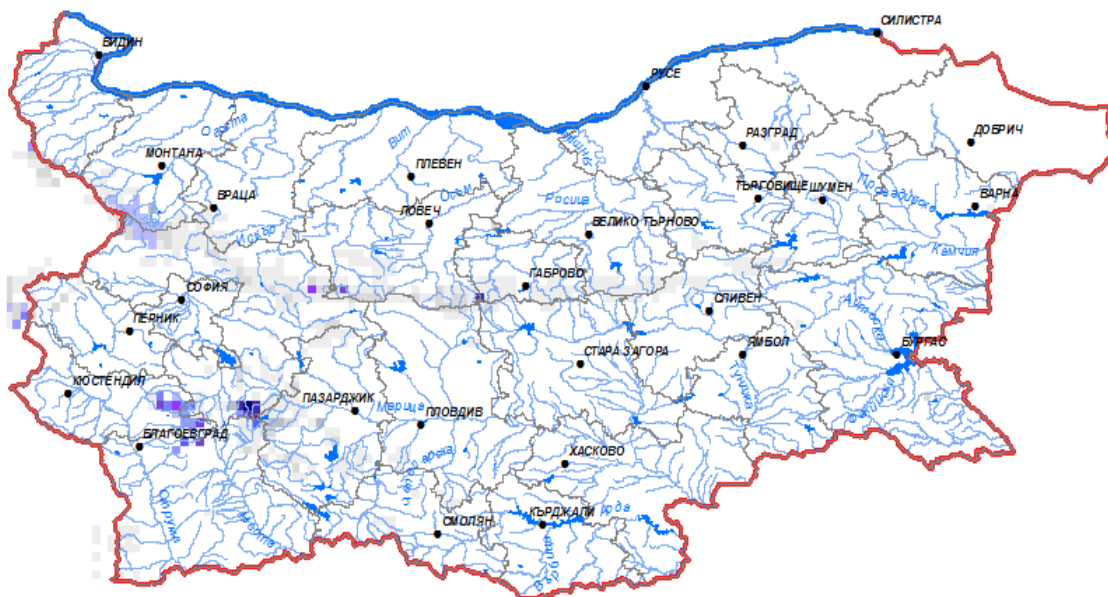 СИЛИСТРА
ВИДИН
РУСЕ
Огоста
Вит
РАЗГРАД
ДОБРИЧ
МОНТАНА
ПЛЕВЕН
ВРАЦА
Осъм
ТЪРГОВИЩЕ
ШУМЕН
Провадийска
ВАРНА
ЛОВЕЧ
Росица
ВЕЛИКО ТЪРНОВО
Искър
Камчия
ГАБРОВО
СОФИЯ
СЛИВЕН
ПЕРНИК
ЯМБОЛ
БУРГАС
СТАРА ЗАГОРА
КЮСТЕНДИЛ
Тунджа
ПАЗАРДЖИК
Марица
ПЛОВДИВ
БЛАГОЕВГРАД
ХАСКОВО
Струма
Места
КЪРДЖАЛИ
СМОЛЯН
Върбица